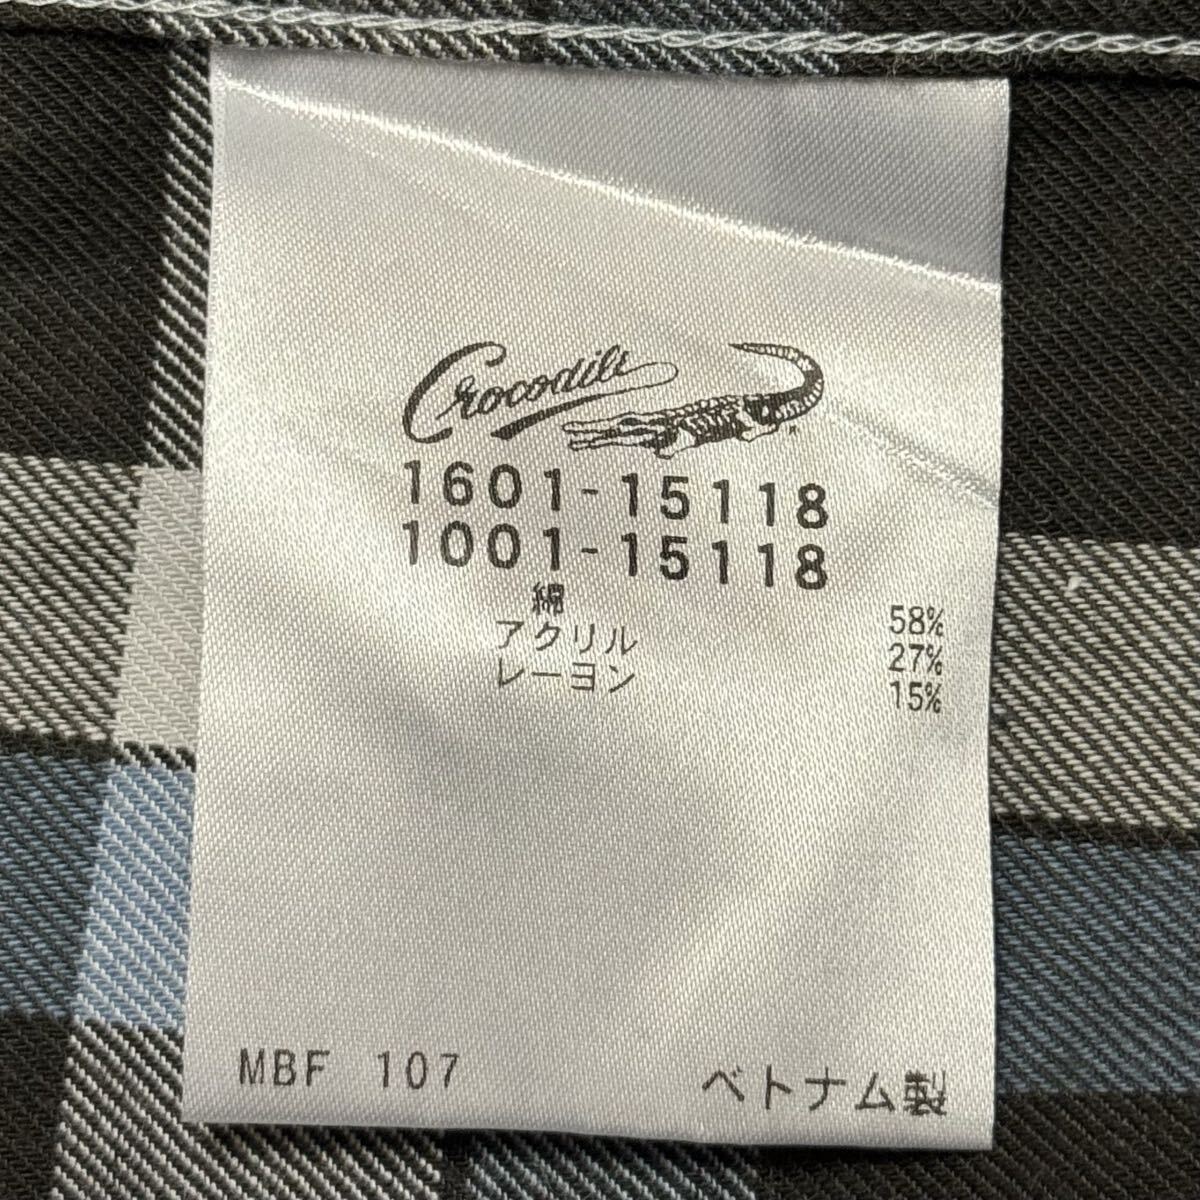 Crocodile
1601-15118
1001-15118
綿 58%
アクリル 27%
レーヨン 15%
MBF 107 ベトナム製